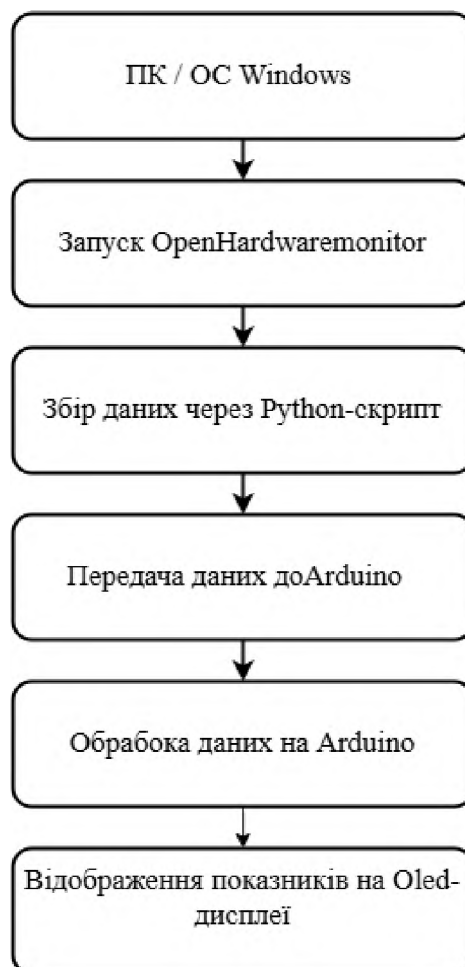 ПК / ОС Windows
Запуск OpenHardwaremonitor
Збір даних через Python-скрипт
Передача даних доArduino
Обрабока даних на Arduino
Відображення показників на Oled-
дисплеї